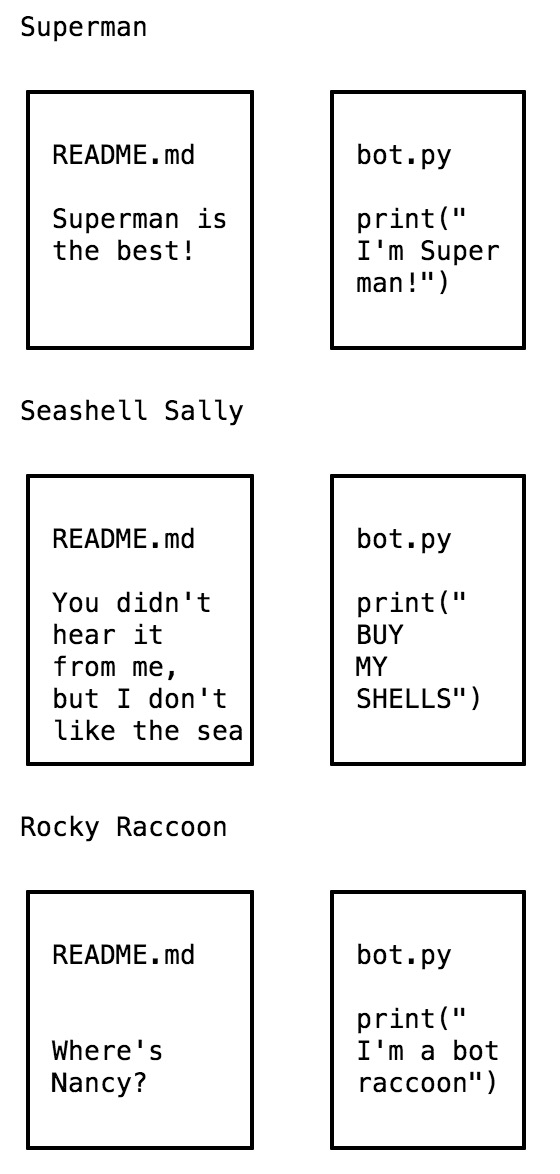 Superman
README.md
Superman is
the best!
bot.py
print("
I'm Super
man!")
Seashell Sally
README.md
You didn't
hear it
from me,
but I don't
like the sea
bot.py
print("
BUY
MY
SHELLS")
Rocky Raccoon
README.md
Where's
Nancy?
bot.py
print("
I'm a bot
raccoon")